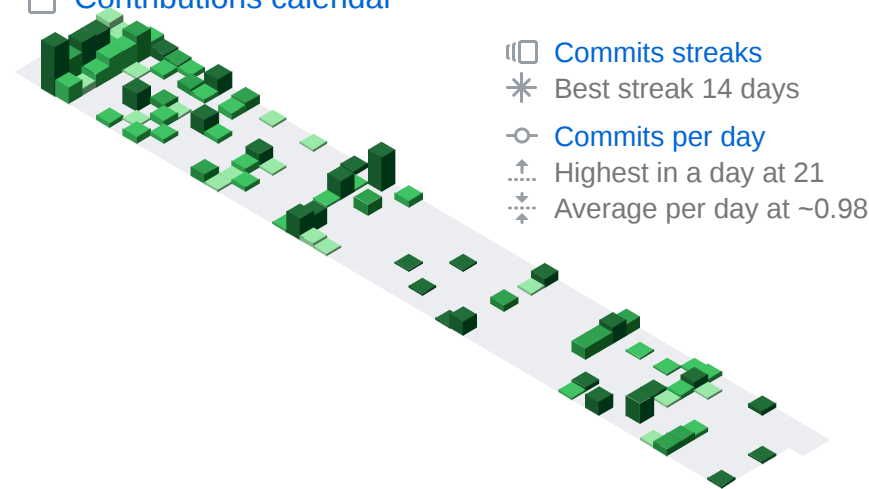 Contributions calendar
Commits streaks
Best streak 14 days
Commits per day
Highest in a day at 21
Average per day at ~0.98